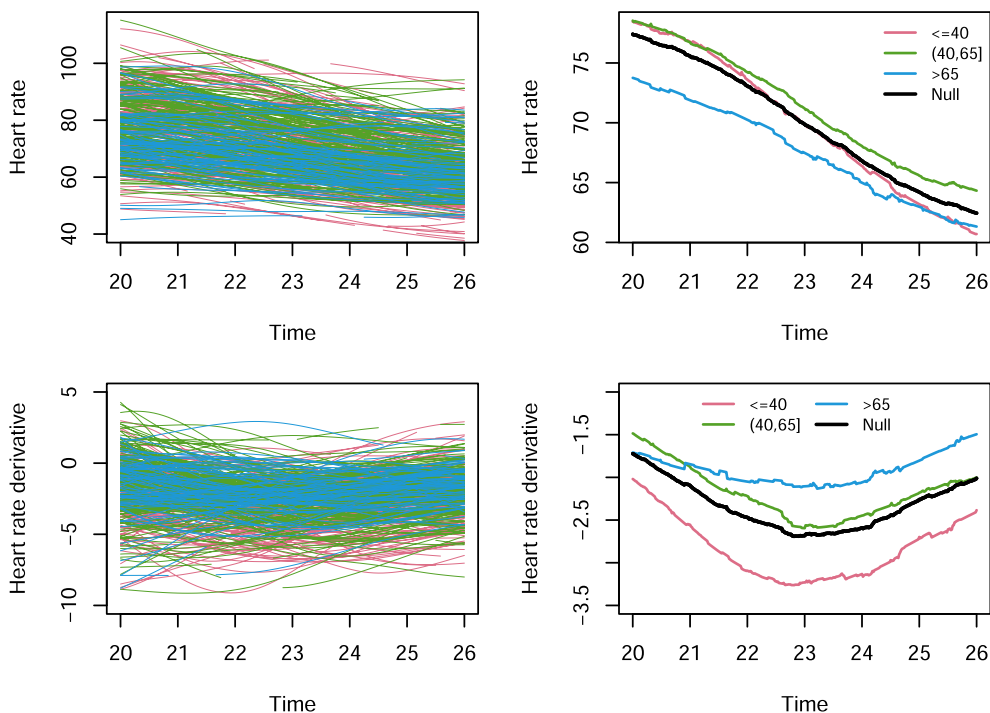 Heart rate
100
80
60
40
20 21 22 23 24 25 26
Time
Heart rate
75
70
65
60
<=40
(40,65]
>65
Null
20 21 22 23 24 25 26
Time
Heart rate derivative
5
0
−5
−10
20 21 22 23 24 25 26
Time
Heart rate derivative
−1.5
−2.5
−3.5
<=40 >65
(40,65] Null
20 21 22 23 24 25 26
Time